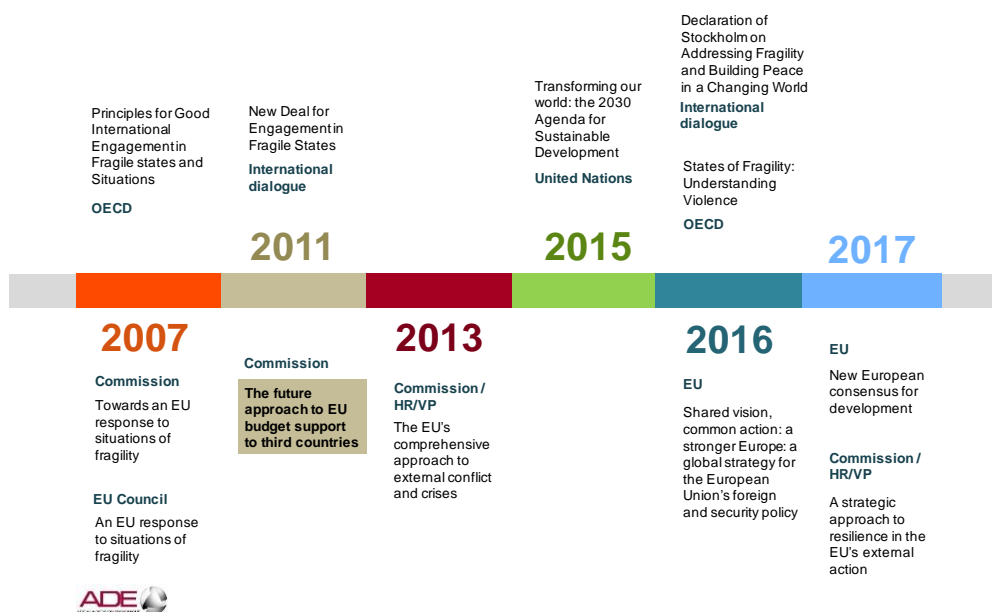 Principles for Good
International
Engagement in
Fragile states and
Situations
OECD
New Deal for
Engagement in
Fragile States
International
dialogue
Transforming our
world: the 2030
Agenda for
Sustainable
Development
United Nations
Declaration of
Stockholm on
Addressing Fragility
and Building Peace
in a Changing World
International
dialogue
States of Fragility:
Understanding
Violence
OECD
2011
2015
2017
2007
2013
2016
Commission
Towards an EU
response to
situations of
fragility
EU Council
An EU response
to situations of
fragility
Commission
The future
approach to EU
budget support
to third countries
Commission /
HR/VP
The EU's
comprehensive
approach to
external conflict
and crises
EU
Shared vision,
common action: a
stronger Europe: a
global strategy for
the European
Union's foreign
and security policy
EU
New European
consensus for
development
Commission /
HR/VP
A strategic
approach to
resilience in the
EU's external
action
ADE